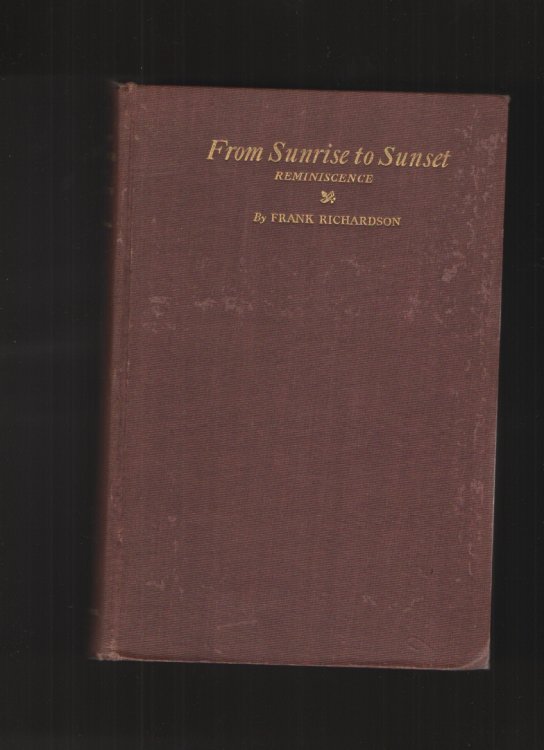 From Sunrise to Sunset
REMINISCENCE
By FRANK RICHARDSON